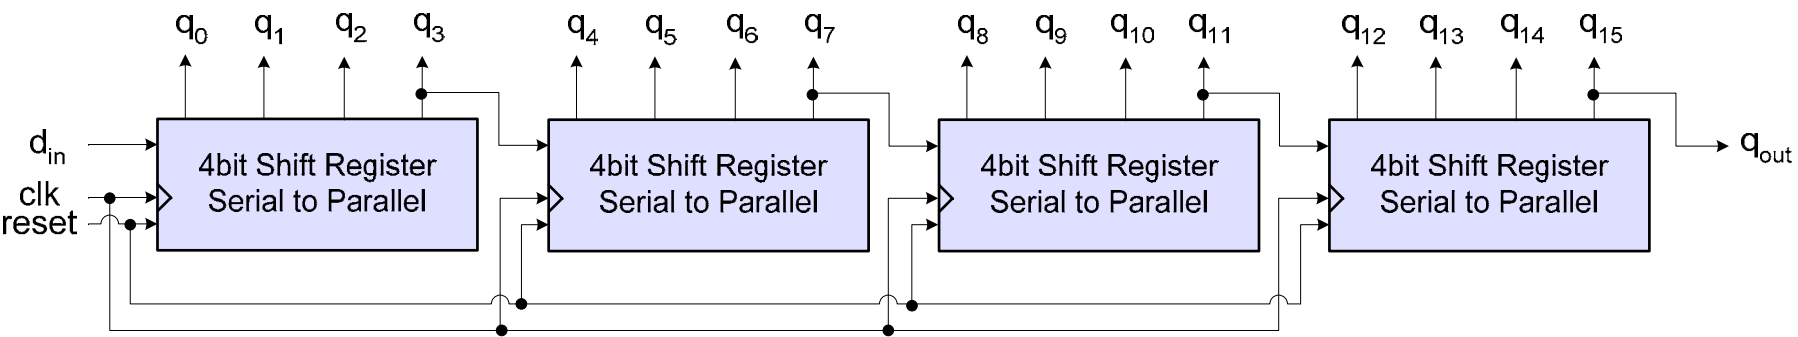 q0 q1 q2 q3 q4 q5 q6 q7 q8 q9 q10 q11 q12 q13 q14 q15
din
4bit Shift Register
Serial to Parallel
4bit Shift Register
Serial to Parallel
4bit Shift Register
Serial to Parallel
4bit Shift Register
Serial to Parallel
qout
clk
reset